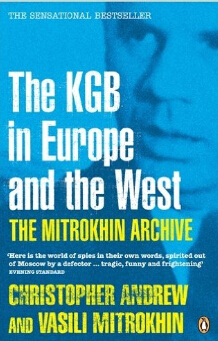 THE SENSATIONAL BESTSELLER
The KGB
in Europe
and the West
THE MITROKHIN ARCHIVE
'Here is the world of spies in their own words, spirited out
of Moscow by a defector ... tragic, funny and frightening'
EVENING STANDARD
CHRISTOPHER ANDREW
AND VASILI MITROKHIN